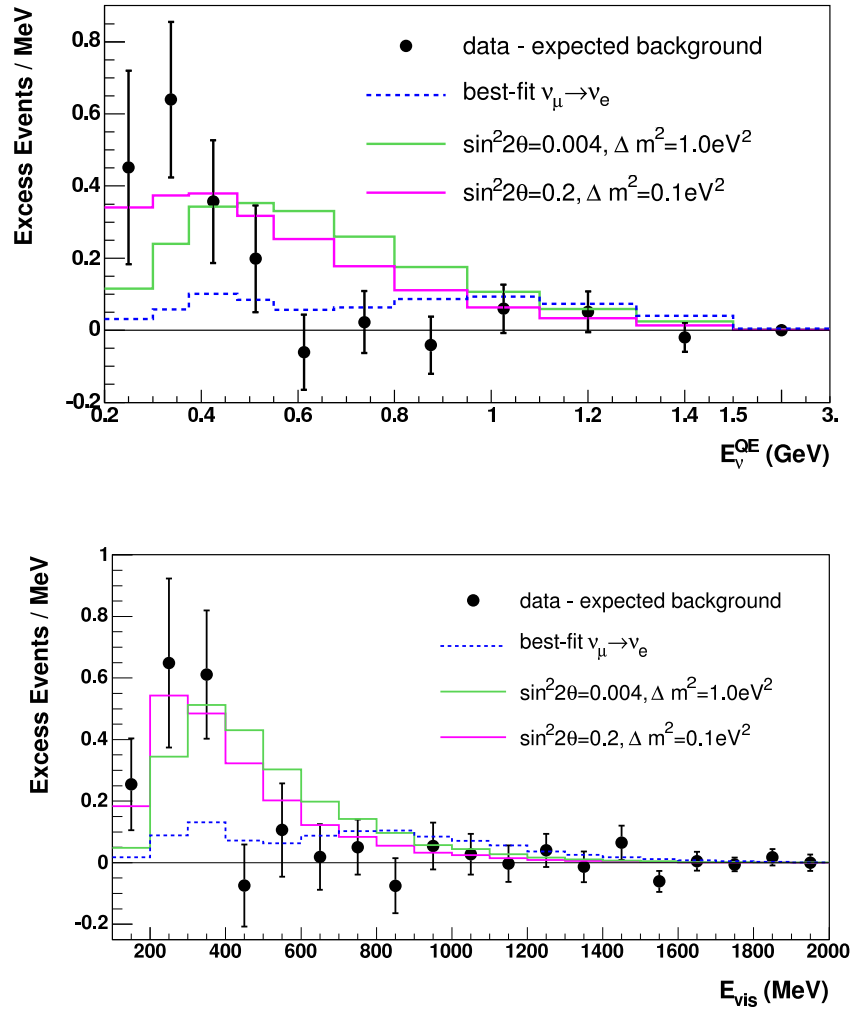 Excess Events / MeV
0.8
0.6
0.4
0.2
0
-0.2
data - expected background
best-fit νμ→νe
sin²2θ=0.004, Δ m²=1.0eV²
sin²2θ=0.2, Δ m²=0.1eV²
0.2 0.4 0.6 0.8 1 1.2 1.4 1.5 3.
EνQE (GeV)
Excess Events / MeV
1
0.8
0.6
0.4
0.2
0
-0.2
data - expected background
best-fit νμ→νe
sin²2θ=0.004, Δ m²=1.0eV²
sin²2θ=0.2, Δ m²=0.1eV²
200 400 600 800 1000 1200 1400 1600 1800 2000
Evis (MeV)